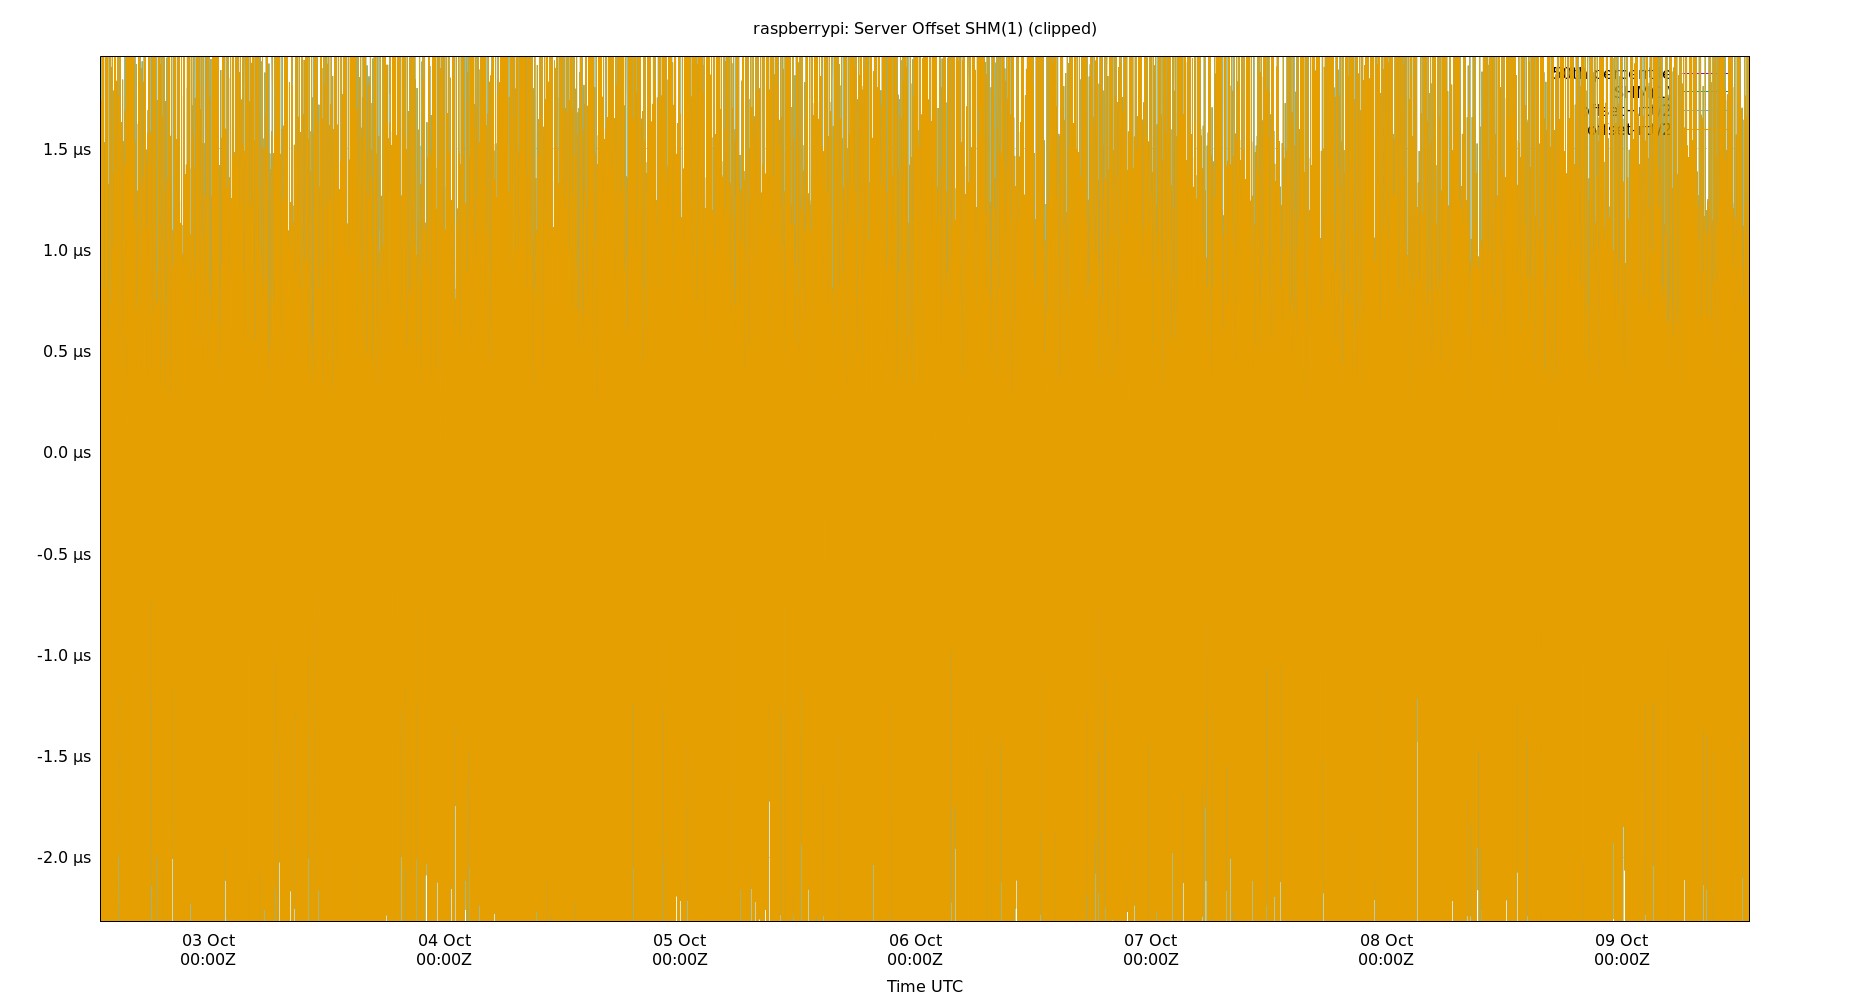 raspberrypi: Server Offset SHM(1) (clipped)
1.5 µs
1.0 µs
0.5 µs
0.0 µs
-0.5 µs
-1.0 µs
-1.5 µs
-2.0 µs
03 Oct 04 Oct 05 Oct 06 Oct 07 Oct 08 Oct 09 Oct
00:00Z 00:00Z 00:00Z 00:00Z 00:00Z 00:00Z 00:00Z
Time UTC